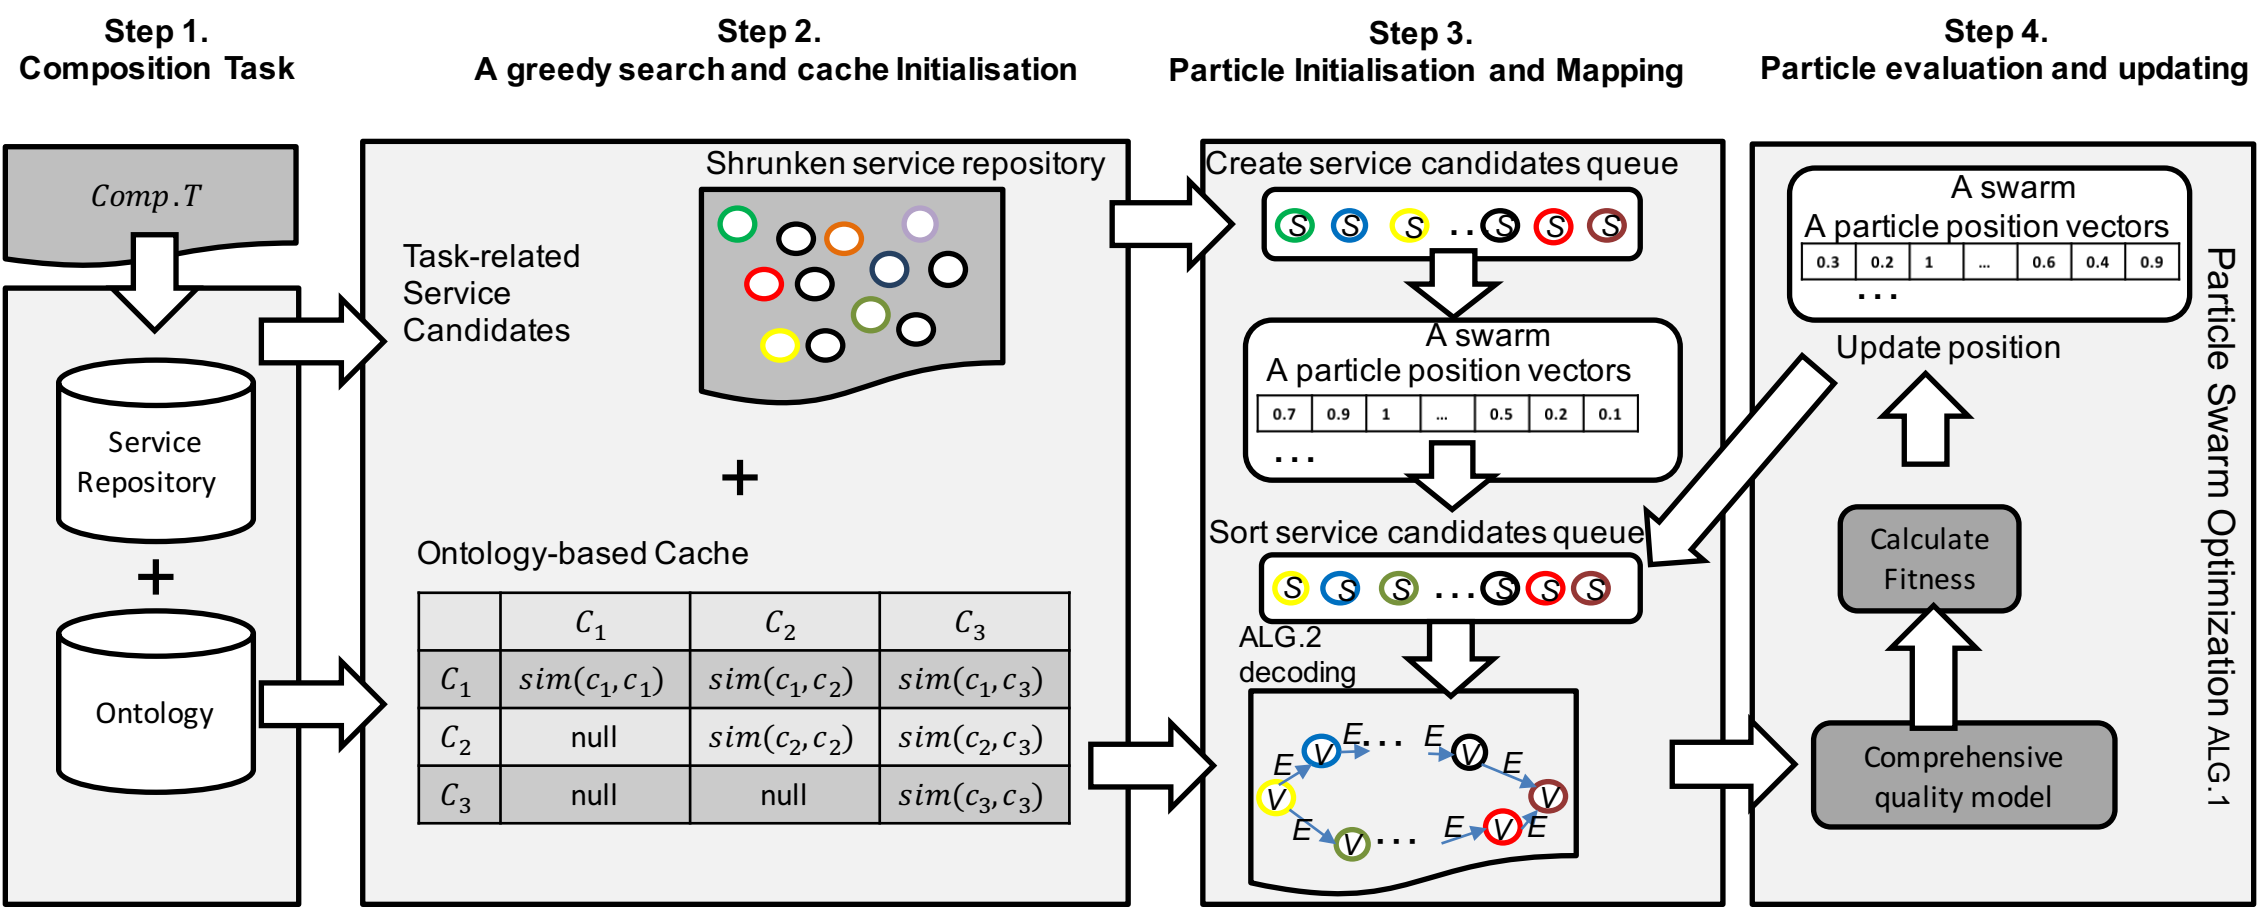 Step 1.
Composition Task
Comp.T
Service
Repository
+
Ontology
Step 2.
A greedy search and cache Initialisation
Shrunken service repository
Task-related
Service
Candidates
+
Ontology-based Cache
C1 C2 C3
C1 sim(c1,c1) sim(c1,c2) sim(c1,c3)
C2 null sim(c2,c2) sim(c2,c3)
C3 null null sim(c3,c3)
Step 3.
Particle Initialisation and Mapping
Create service candidates queue
S S S ..S S S
A swarm
A particle position vectors
0.7 0.9 1 ... 0.5 0.2 0.1
...
Sort service candidates queue
S S S ...S S S
ALG.2
decoding
E V E... E V E
V V
E V... E V E
Step 4.
Particle evaluation and updating
A swarm
A particle position vectors
0.3 0.2 1 ... 0.6 0.4 0.9
...
Update position
Calculate
Fitness
Comprehensive
quality model
Particle Swarm Optimization ALG.1